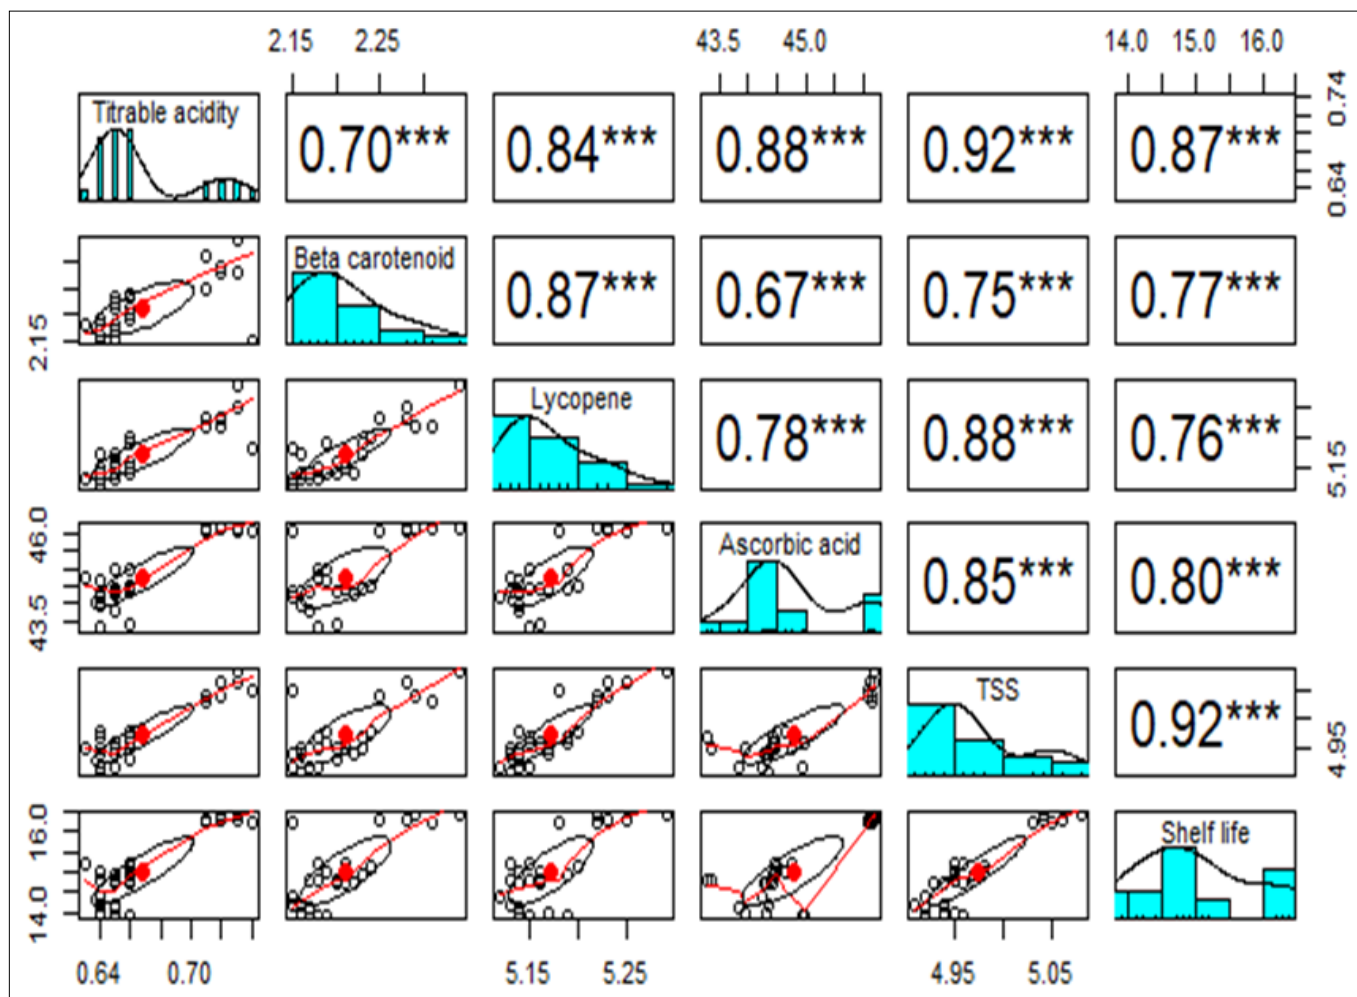 2.15 2.25 43.5 45.0 14.0 15.0 16.0
Titrable acidity 0.70*** 0.84*** 0.88*** 0.92*** 0.87*** 0.64 0.74
2.15 Beta carotenoid 0.87*** 0.67*** 0.75*** 0.77***
Lycopene 0.78*** 0.88*** 0.76*** 5.15
43.5 46.0 Ascorbic acid 0.85*** 0.80***
TSS 0.92*** 4.95
14.0 16.0 Shelf life
0.64 0.70 5.15 5.25 4.95 5.05